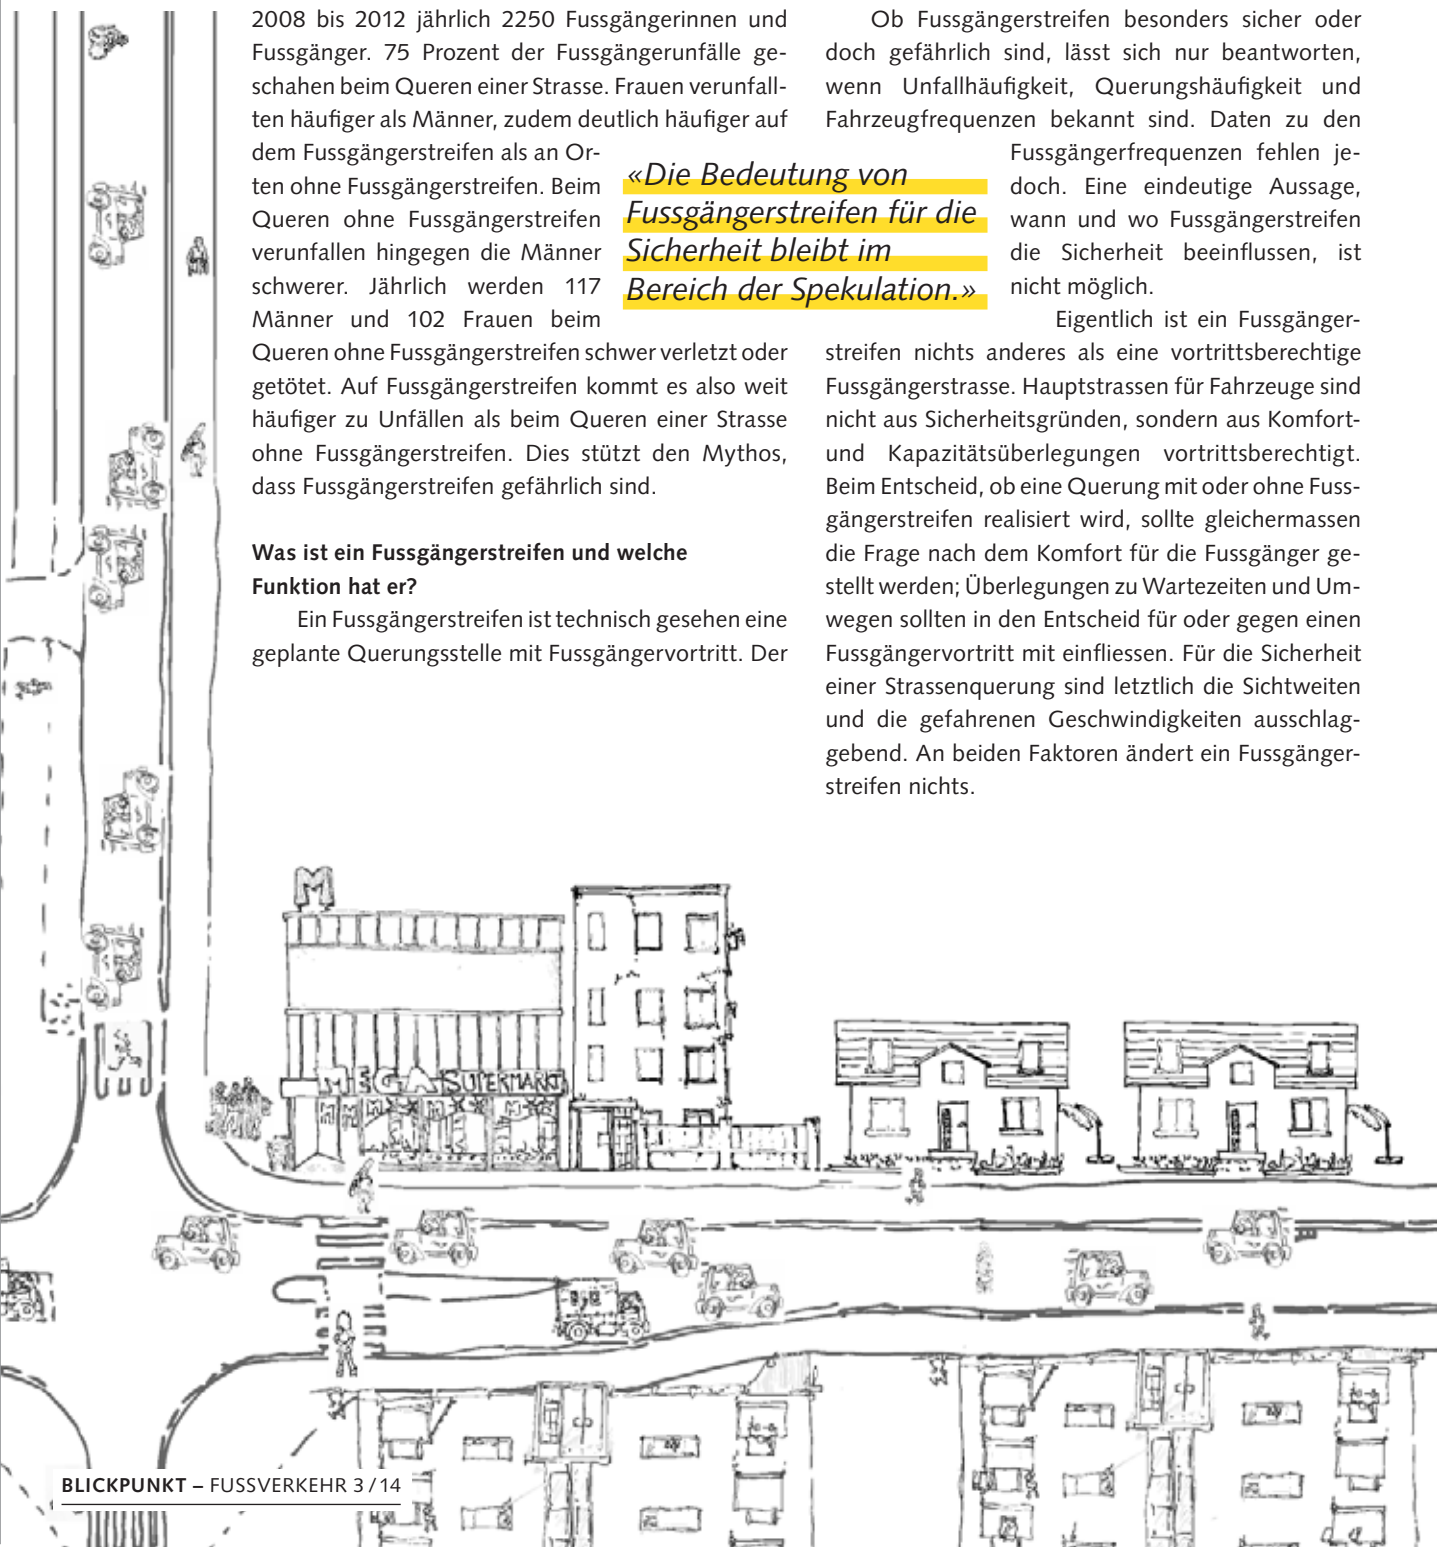 2008 bis 2012 jährlich 2250 Fussgängerinnen und
Fussgänger. 75 Prozent der Fussgängerunfälle ge-
schahen beim Queren einer Strasse. Frauen verunfall-
ten häufiger als Männer, zudem deutlich häufiger auf
dem Fussgängerstreifen als an Or-
ten ohne Fussgängerstreifen. Beim
Queren ohne Fussgängerstreifen
verunfallen hingegen die Männer
schwerer. Jährlich werden 117
Männer und 102 Frauen beim
Queren ohne Fussgängerstreifen schwer verletzt oder
getötet. Auf Fussgängerstreifen kommt es also weit
häufiger zu Unfällen als beim Queren einer Strasse
ohne Fussgängerstreifen. Dies stützt den Mythos,
dass Fussgängerstreifen gefährlich sind.
Was ist ein Fussgängerstreifen und welche
Funktion hat er?
Ein Fussgängerstreifen ist technisch gesehen eine
geplante Querungsstelle mit Fussgängervortritt. Der
«Die Bedeutung von
Fussgängerstreifen für die
Sicherheit bleibt im
Bereich der Spekulation.»
Ob Fussgängerstreifen besonders sicher oder
doch gefährlich sind, lässt sich nur beantworten,
wenn Unfallhäufigkeit, Querungshäufigkeit und
Fahrzeugfrequenzen bekannt sind. Daten zu den
Fussgängerfrequenzen fehlen je-
doch. Eine eindeutige Aussage,
wann und wo Fussgängerstreifen
die Sicherheit beeinflussen, ist
nicht möglich.
Eigentlich ist ein Fussgänger-
streifen nichts anderes als eine vortrittsberechtige
Fussgängerstrasse. Hauptstrassen für Fahrzeuge sind
nicht aus Sicherheitsgründen, sondern aus Komfort-
und Kapazitätsüberlegungen vortrittsberechtigt.
Beim Entscheid, ob eine Querung mit oder ohne Fuss-
gängerstreifen realisiert wird, sollte gleichermassen
die Frage nach dem Komfort für die Fussgänger ge-
stellt werden; Überlegungen zu Wartezeiten und Um-
wegen sollten in den Entscheid für oder gegen einen
Fussgängervortritt mit einfliessen. Für die Sicherheit
einer Strassenquerung sind letztlich die Sichtweiten
und die gefahrenen Geschwindigkeiten ausschlag-
gebend. An beiden Faktoren ändert ein Fussgänger-
streifen nichts.
M
MEGA SUPERMARKT
M M M M M
BLICKPUNKT – FUSSVERKEHR 3/14